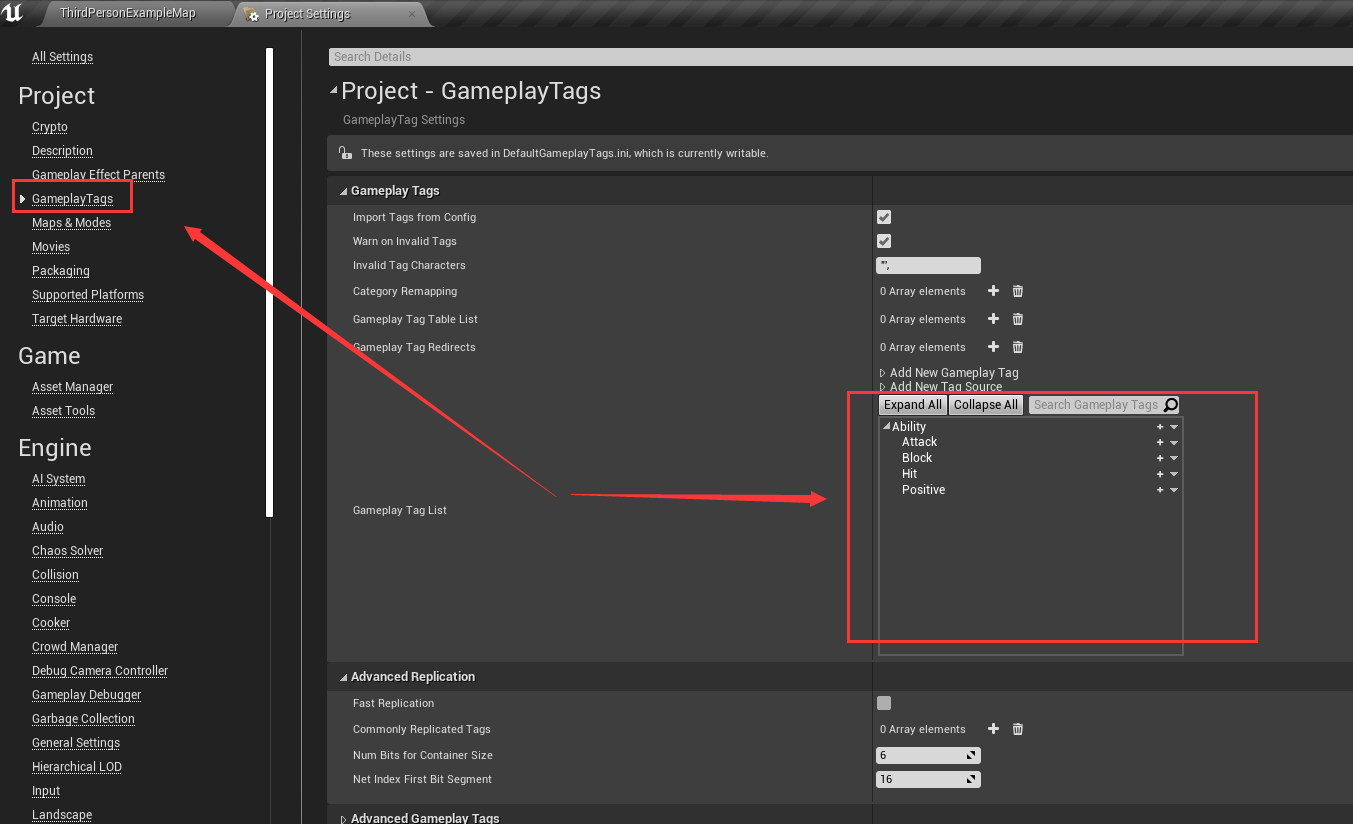 ThirdPersonExampleMap
Project Settings
All Settings
Project
Crypto
Description
Gameplay Effect Parents
GameplayTags
Maps & Modes
Movies
Packaging
Supported Platforms
Target Hardware
Game
Asset Manager
Asset Tools
Engine
AI System
Animation
Audio
Chaos Solver
Collision
Console
Cooker
Crowd Manager
Debug Camera Controller
Gameplay Debugger
Garbage Collection
General Settings
Hierarchical LOD
Input
Landscape
Search Details
Project - GameplayTags
GameplayTag Settings
These settings are saved in DefaultGameplayTags.ini, which is currently writable.
Gameplay Tags
Import Tags from Config
Warn on Invalid Tags
Invalid Tag Characters "',
Category Remapping 0 Array elements
Gameplay Tag Table List 0 Array elements
Gameplay Tag Redirects 0 Array elements
Add New Gameplay Tag
Add New Tag Source
Expand All Collapse All Search Gameplay Tags
Ability
Attack
Block
Hit
Positive
Gameplay Tag List
Advanced Replication
Fast Replication
Commonly Replicated Tags 0 Array elements
Num Bits for Container Size 6
Net Index First Bit Segment 16
Advanced Gameplay Tags